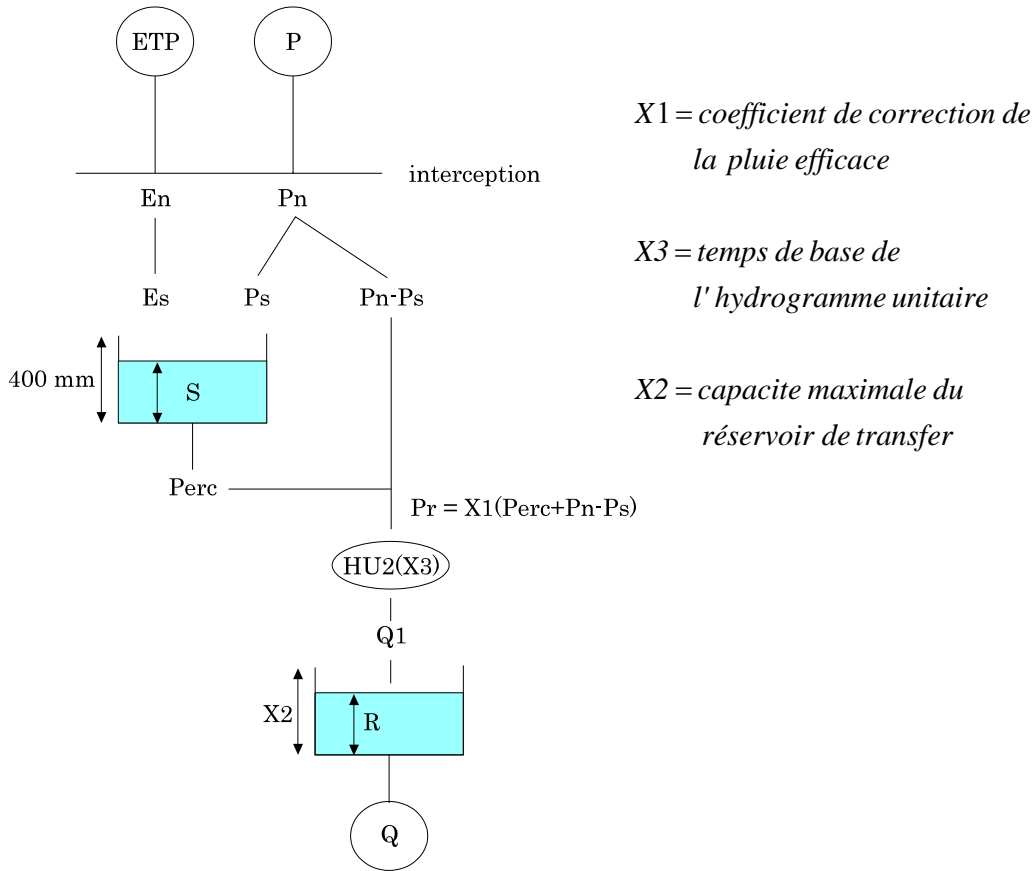 ETP
P
interception
En
Pn
Es
Ps
Pn-Ps
400 mm
S
Perc
Pr = X1(Perc+Pn-Ps)
HU2(X3)
Q1
X2
R
Q
X1 = coefficient de correction de
la pluie efficace
X3 = temps de base de
l' hydrogramme unitaire
X2 = capacite maximale du
réservoir de transfer